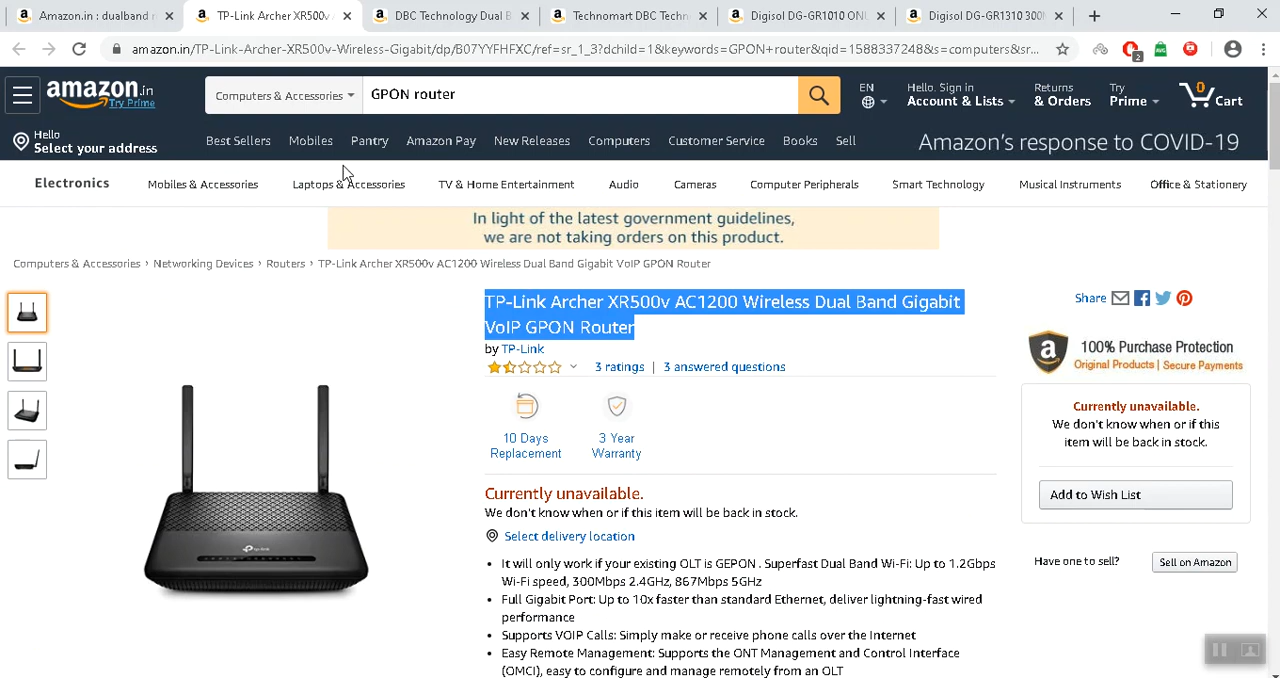 Amazon.in : dualband r
TP-Link Archer XR500v
DBC Technology Dual B
Technomart DBC Techn
Digisol DG-GR1010 ONU
Digisol DG-GR1310 300M
amazon.in/TP-Link-Archer-XR500v-Wireless-Gigabit/dp/B07YYFHFXC/ref=sr_1_3?dchild=1&keywords=GPON+router&qid=1588337248&s=computers&sr...
2
amazon.in
Try Prime
Computers & Accessories
GPON router
EN
Hello. Sign in
Account & Lists
Returns
& Orders
Try
Prime
0
Cart
Hello
Select your address
Best Sellers
Mobiles
Pantry
Amazon Pay
New Releases
Computers
Customer Service
Books
Sell
Amazon's response to COVID-19
Electronics
Mobiles & Accessories
Laptops & Accessories
TV & Home Entertainment
Audio
Cameras
Computer Peripherals
Smart Technology
Musical Instruments
Office & Stationery
In light of the latest government guidelines,
we are not taking orders on this product.
Computers & Accessories › Networking Devices › Routers › TP-Link Archer XR500v AC1200 Wireless Dual Band Gigabit VoIP GPON Router
TP-Link Archer XR500v AC1200 Wireless Dual Band Gigabit
VoIP GPON Router
by TP-Link
3 ratings | 3 answered questions
10 Days
Replacement
3 Year
Warranty
Currently unavailable.
We don't know when or if this item will be back in stock.
Select delivery location
• It will only work if your existing OLT is GEPON . Superfast Dual Band Wi-Fi: Up to 1.2Gbps
Wi-Fi speed, 300Mbps 2.4GHz, 867Mbps 5GHz
• Full Gigabit Port: Up to 10x faster than standard Ethernet, deliver lightning-fast wired
performance
• Supports VOIP Calls: Simply make or receive phone calls over the Internet
• Easy Remote Management: Supports the ONT Management and Control Interface
(OMCI), easy to configure and manage remotely from an OLT
Share
100% Purchase Protection
Original Products | Secure Payments
Currently unavailable.
We don't know when or if this
item will be back in stock.
Add to Wish List
Have one to sell?
Sell on Amazon
tp-link